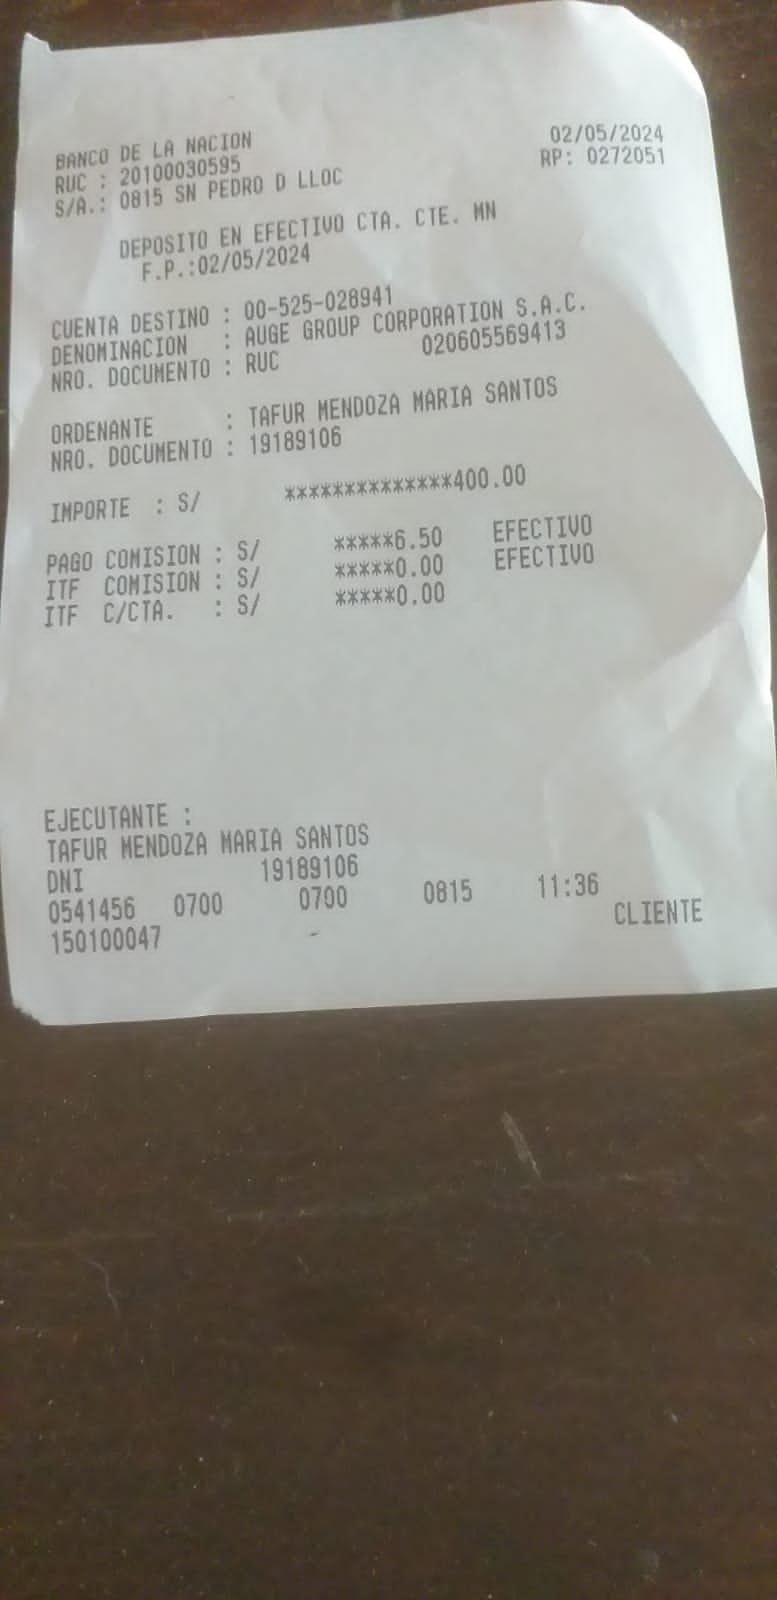 BANCO DE LA NACION 02/05/2024
RUC : 20100030595 RP: 0272051
S/A.: 0815 SN PEDRO D LLOC
DEPOSITO EN EFECTIVO CTA. CTE. MN
F.P.:02/05/2024
CUENTA DESTINO : 00-525-028941
DENOMINACION : AUGE GROUP CORPORATION S.A.C.
NRO. DOCUMENTO : RUC 020605569413
ORDENANTE : TAFUR MENDOZA MARIA SANTOS
NRO. DOCUMENTO : 19189106
IMPORTE : S/ **************400.00
PAGO COMISION : S/ *****6.50 EFECTIVO
ITF COMISION : S/ *****0.00 EFECTIVO
ITF C/CTA. : S/ *****0.00
EJECUTANTE :
TAFUR MENDOZA MARIA SANTOS
DNI 19189106
0541456 0700 0700 0815 11:36
150100047 - CLIENTE